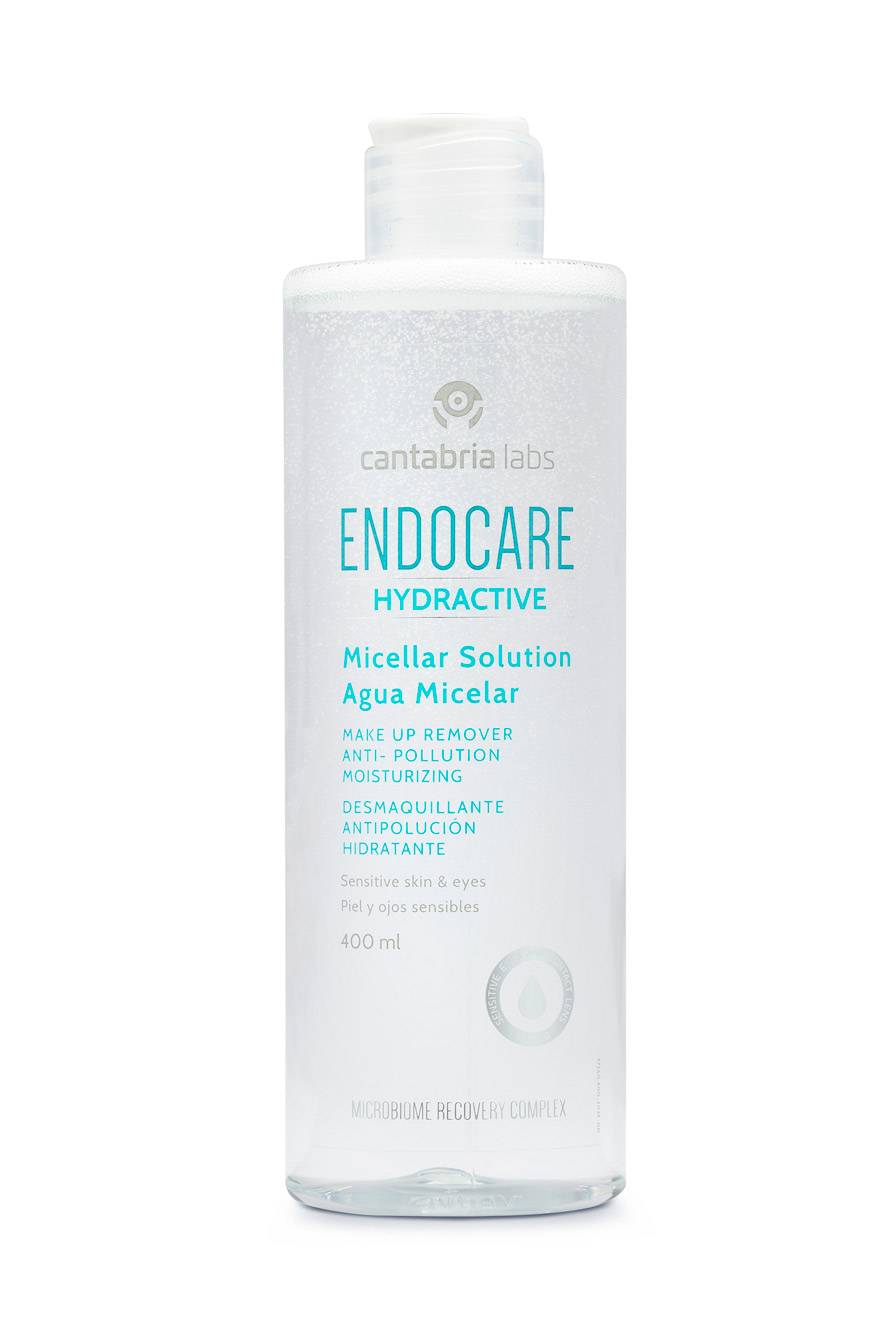 cantabria labs
ENDOCARE
HYDRACTIVE
Micellar Solution
Agua Micelar
MAKE UP REMOVER
ANTI- POLLUTION
MOISTURIZING
DESMAQUILLANTE
ANTIPOLUCIÓN
HIDRATANTE
Sensitive skin & eyes
Piel y ojos sensibles
400 ml
SENSITIVE
LENS
MICROBIOME RECOVERY COMPLEX